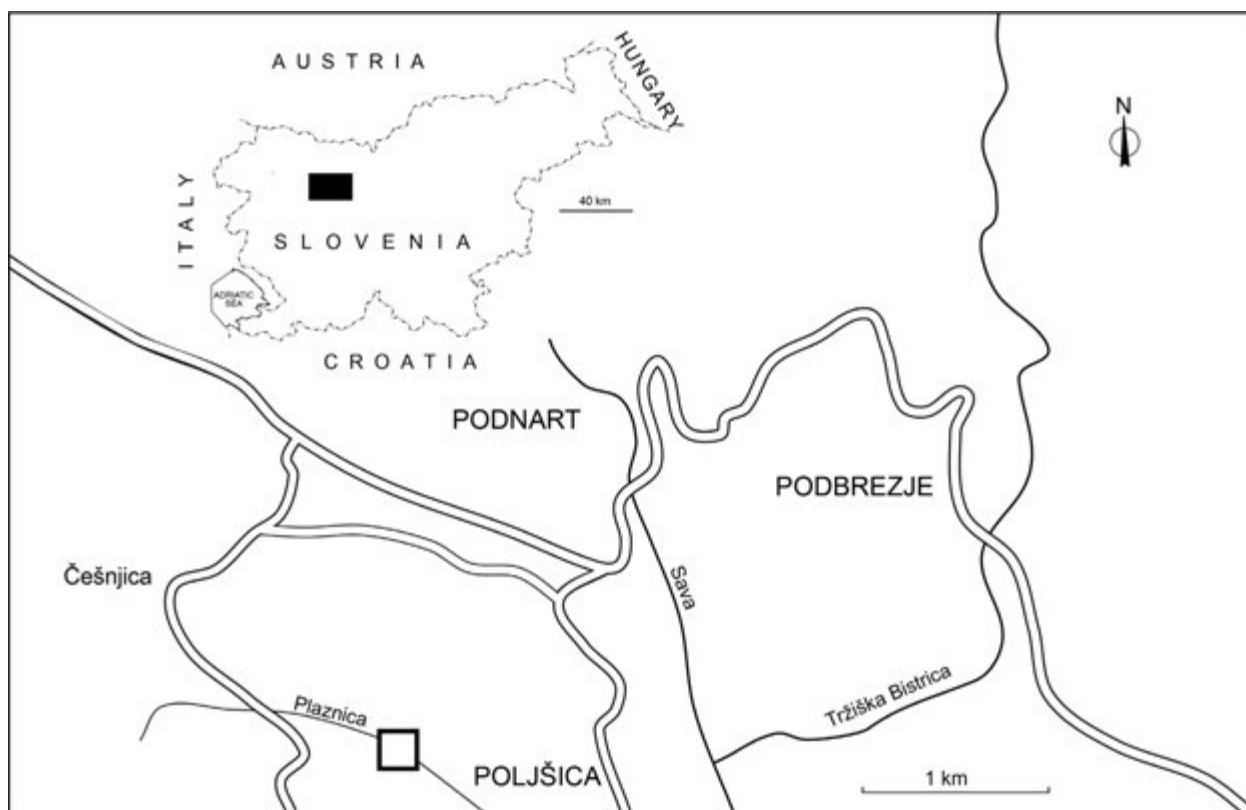 AUSTRIA
HUNGARY
N
ITALY
40 km
SLOVENIA
ADRIATIC
SEA
CROATIA
PODNART
PODBREZJE
Češnjica
Sava
Plaznica
Tržiška Bistrica
POLJŠICA
1 km